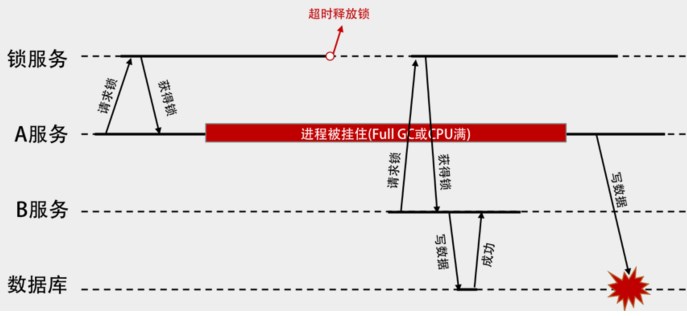 超时释放锁
锁服务
请求锁
获得锁
A服务
进程被挂住(Full GC或CPU满)
请求锁
获得锁
写数据
B服务
写数据
成功
数据库